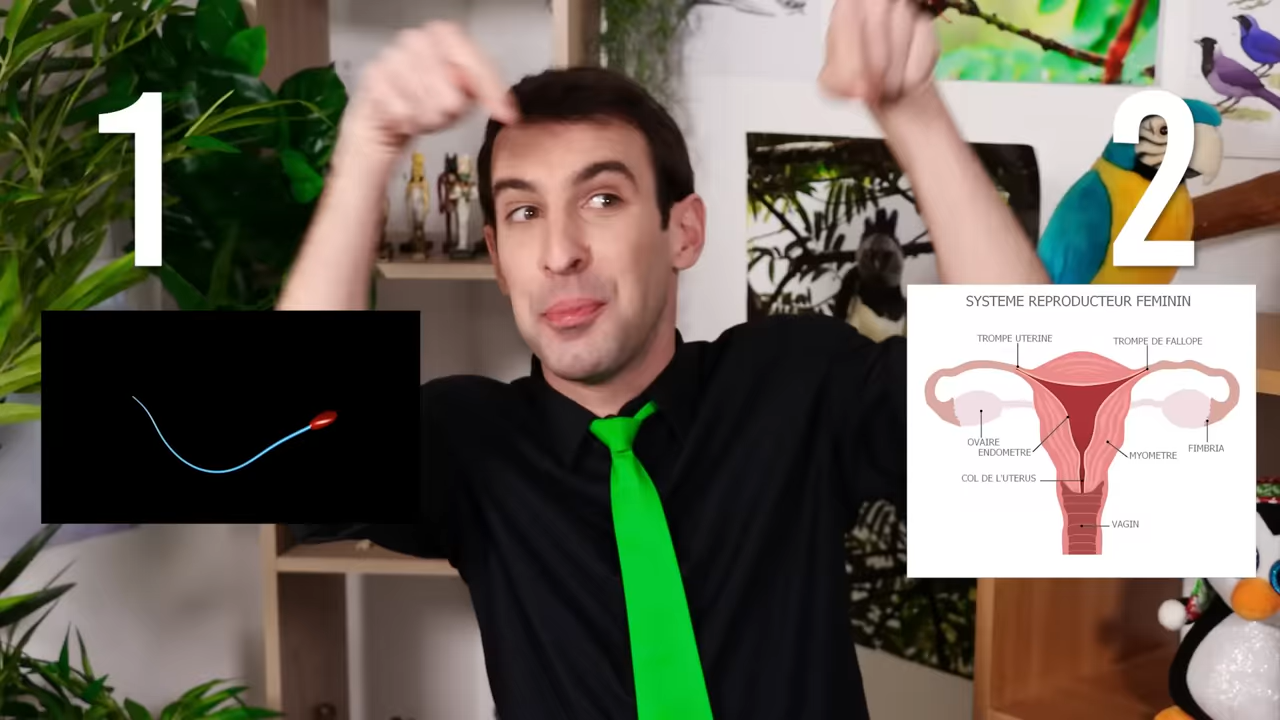 1
2
SYSTEME REPRODUCTEUR FEMININ
TROMPE UTERINE
TROMPE DE FALLOPE
OVAIRE
ENDOMETRE
MYOMETRE
FIMBRIA
COL DE L'UTERUS
VAGIN